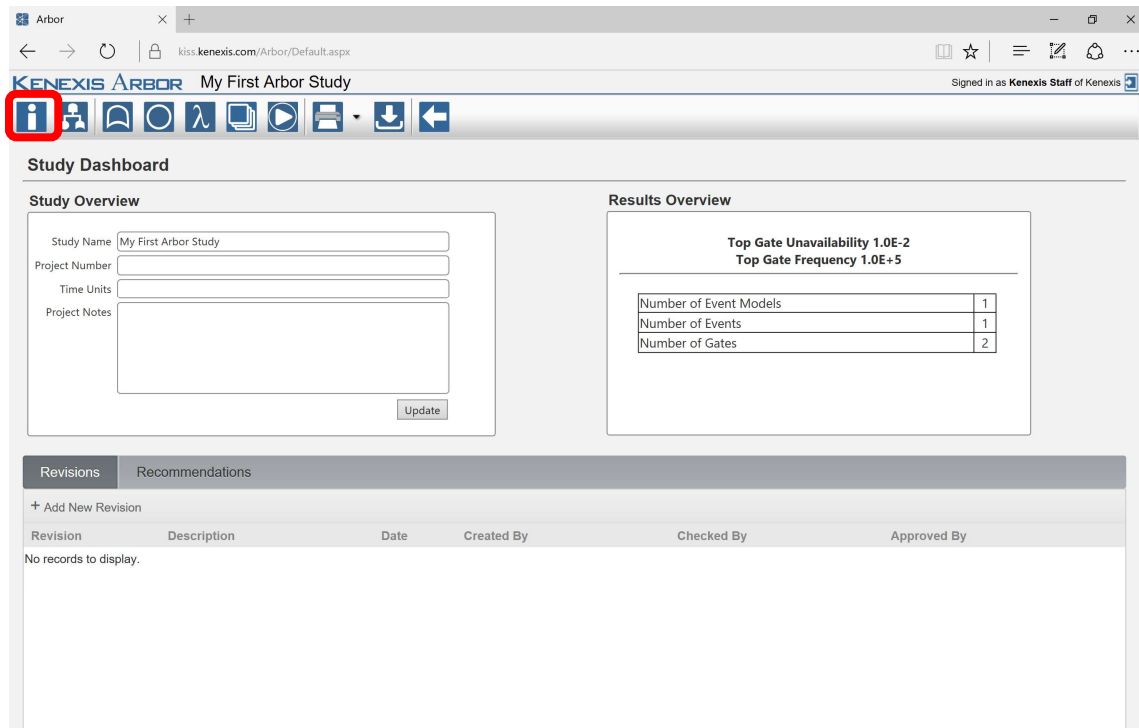 Arbor
kiss.kenexis.com/Arbor/Default.aspx
KENEXIS ARBOR My First Arbor Study
Signed in as Kenexis Staff of Kenexis
i λ
Study Dashboard
Study Overview
Results Overview
Study Name My First Arbor Study
Project Number
Time Units
Project Notes
Update
Top Gate Unavailability 1.0E-2
Top Gate Frequency 1.0E+5
Number of Event Models 1
Number of Events 1
Number of Gates 2
Revisions Recommendations
+ Add New Revision
Revision Description Date Created By Checked By Approved By
No records to display.